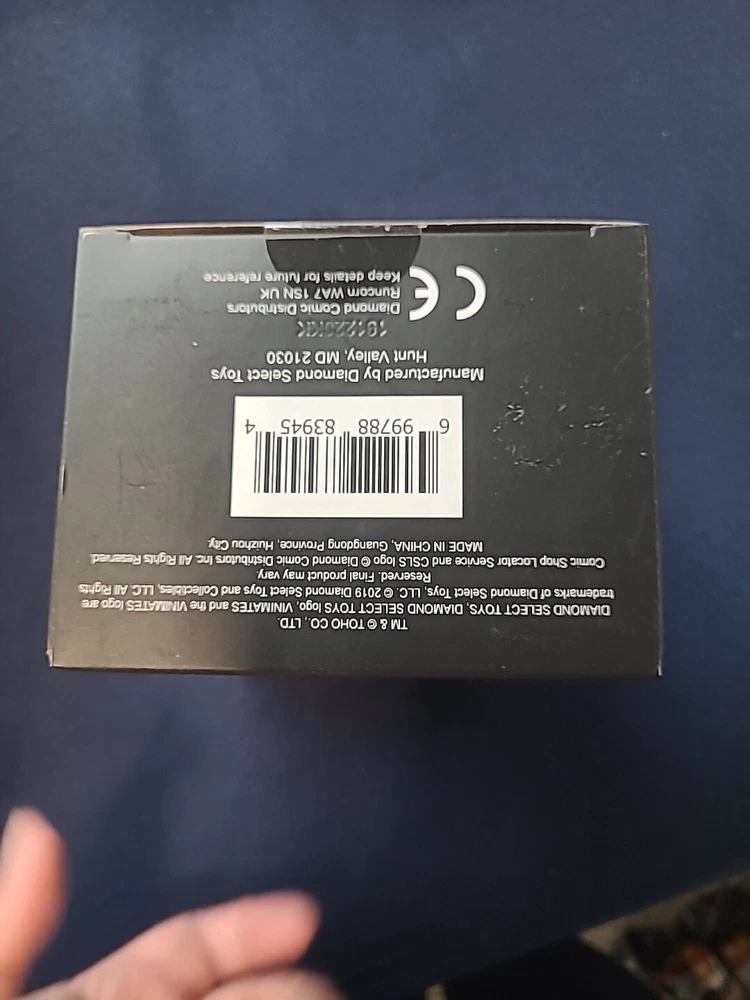 TM & © TOHO CO., LTD.
DIAMOND SELECT TOYS, DIAMOND SELECT TOYS logo, VINIMATES and the VINIMATES logo are
trademarks of Diamond Select Toys, LLC. © 2019 Diamond Select Toys and Collectibles, LLC. All Rights
Reserved. Final product may vary.
Comic Shop Locator Service and CSLS logo © Diamond Comic Distributors Inc. All Rights Reserved.
MADE IN CHINA, Guangdong Province, Huizhou City.
6 99788 83945 4
Manufactured by Diamond Select Toys
Hunt Valley, MD 21030
191220KK
CE
Diamond Comic Distributors
Runcorn WA7 1SN UK
Keep details for future reference